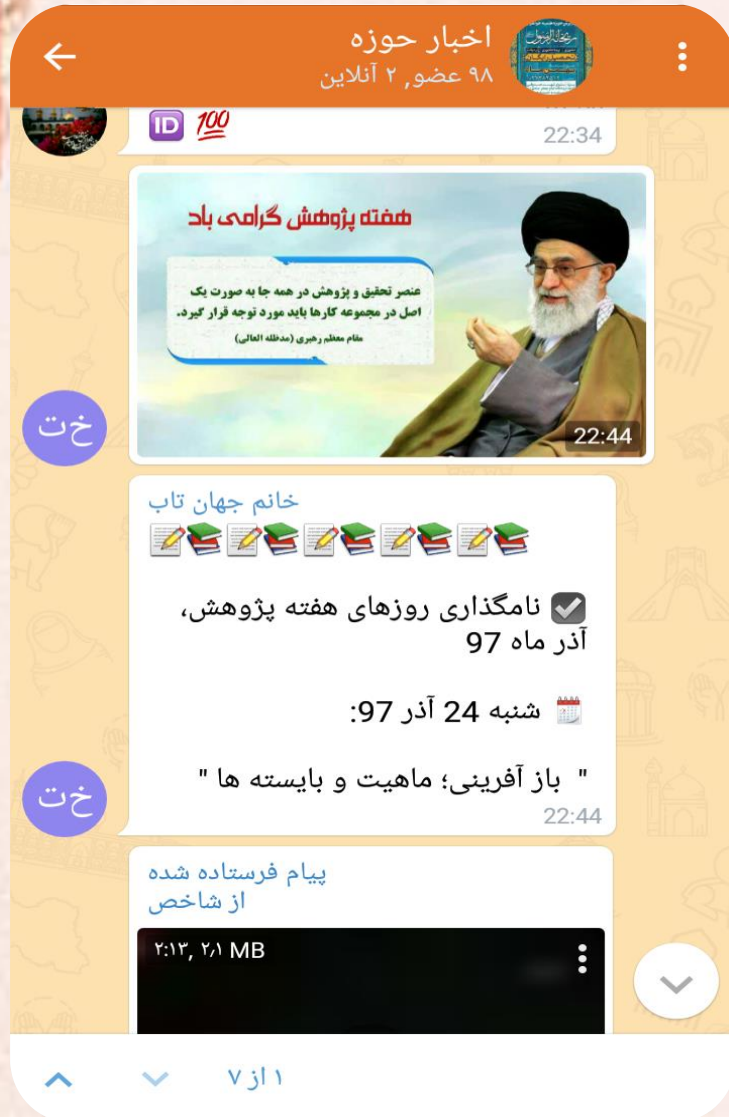 اخبار حوزه
۹۸ عضو, ۲ آنلاین
ID 100
22:34
هفته پژوهش گرامی باد
عنصر تحقیق و پژوهش در همه جا به صورت یک
اصل در مجموعه کارها باید مورد توجه قرار گیرد.
مقام معظم رهبری (مدظله العالی)
22:44
خ‌ت
خانم جهان تاب
نامگذاری روزهای هفته پژوهش،
آذر ماه 97
شنبه 24 آذر 97:
" باز آفرینی؛ ماهیت و بایسته ها "
22:44
خ‌ت
پیام فرستاده شده
از شاخص
۲:۱۳, ۲٫۱ MB
۱ از ۷